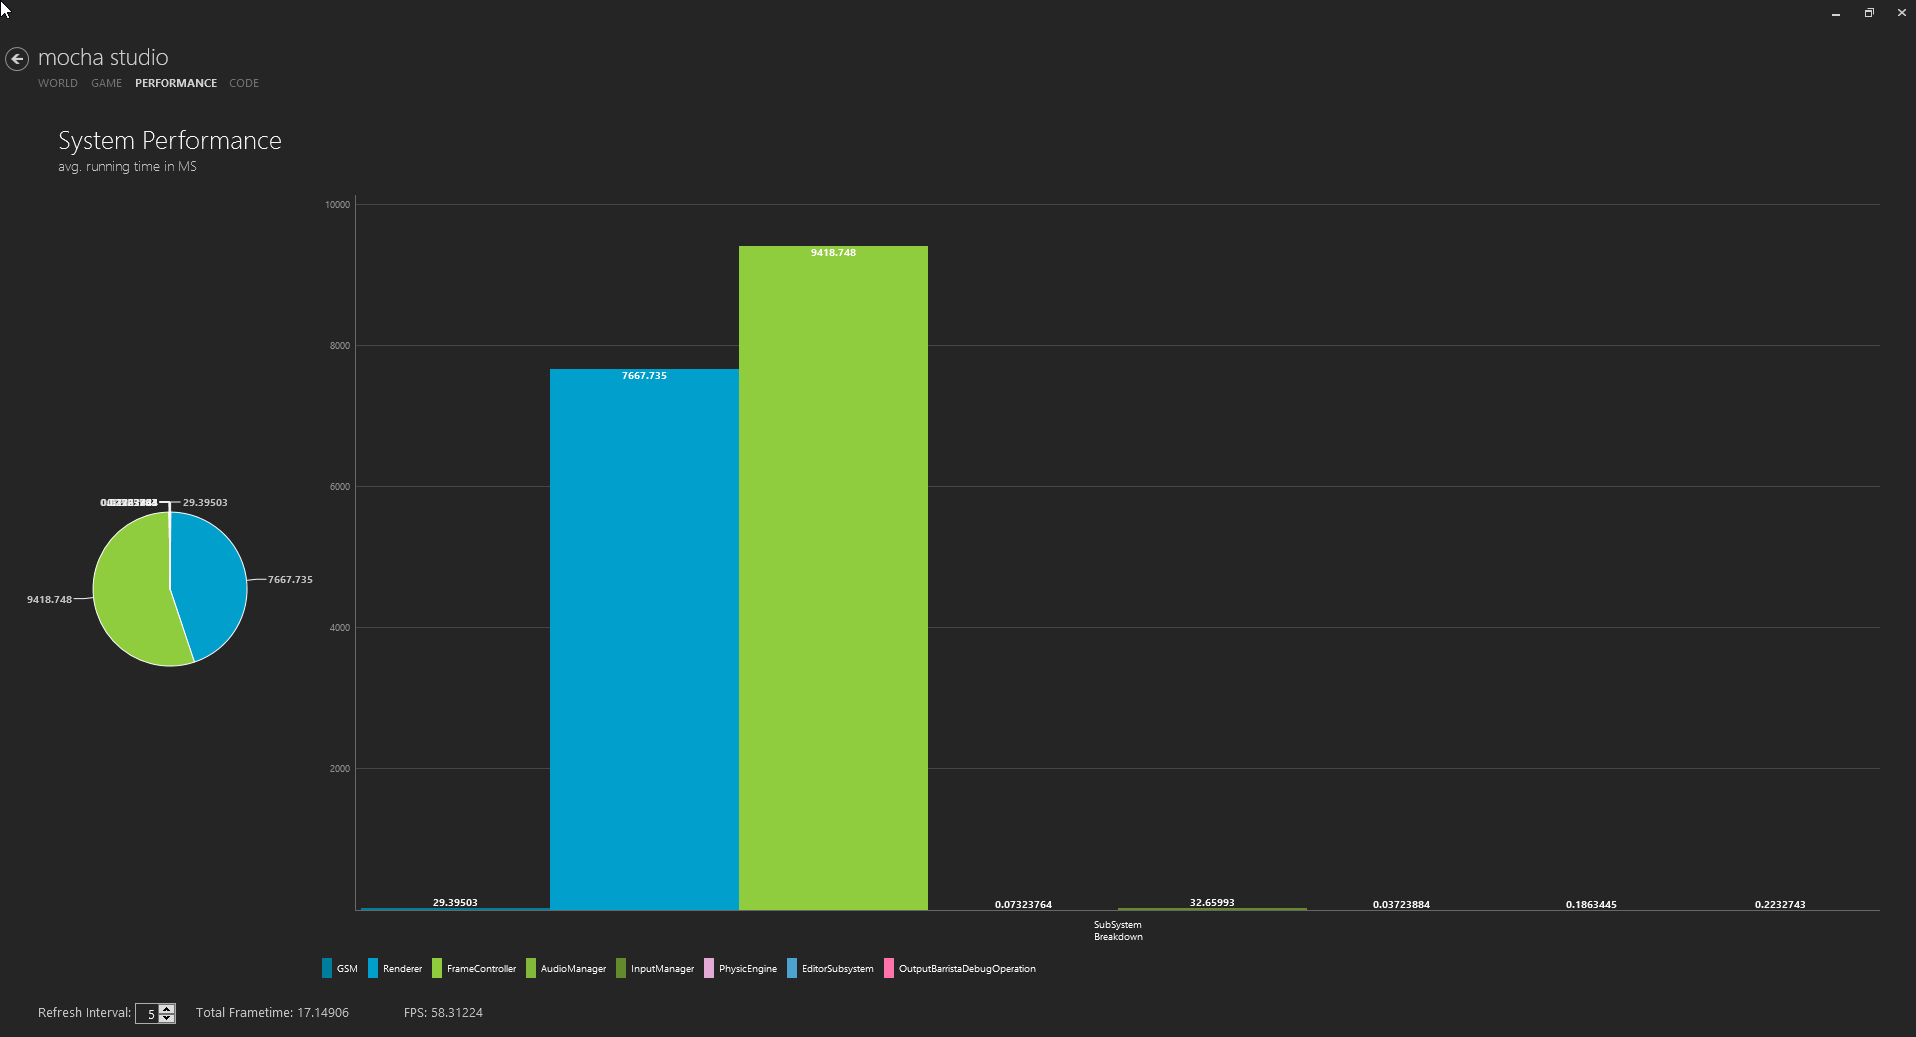 mocha studio
WORLD GAME PERFORMANCE CODE
System Performance
avg. running time in MS
10000
8000
6000
4000
2000
9418.748
7667.735
29.39503
0.07323764
32.65993
0.03723884
0.1863445
0.2232743
SubSystem
Breakdown
29.39503
7667.735
9418.748
GSM Renderer FrameController AudioManager InputManager PhysicEngine EditorSubsystem OutputBarristaDebugOperation
Refresh Interval: 5 Total Frametime: 17.14906 FPS: 58.31224